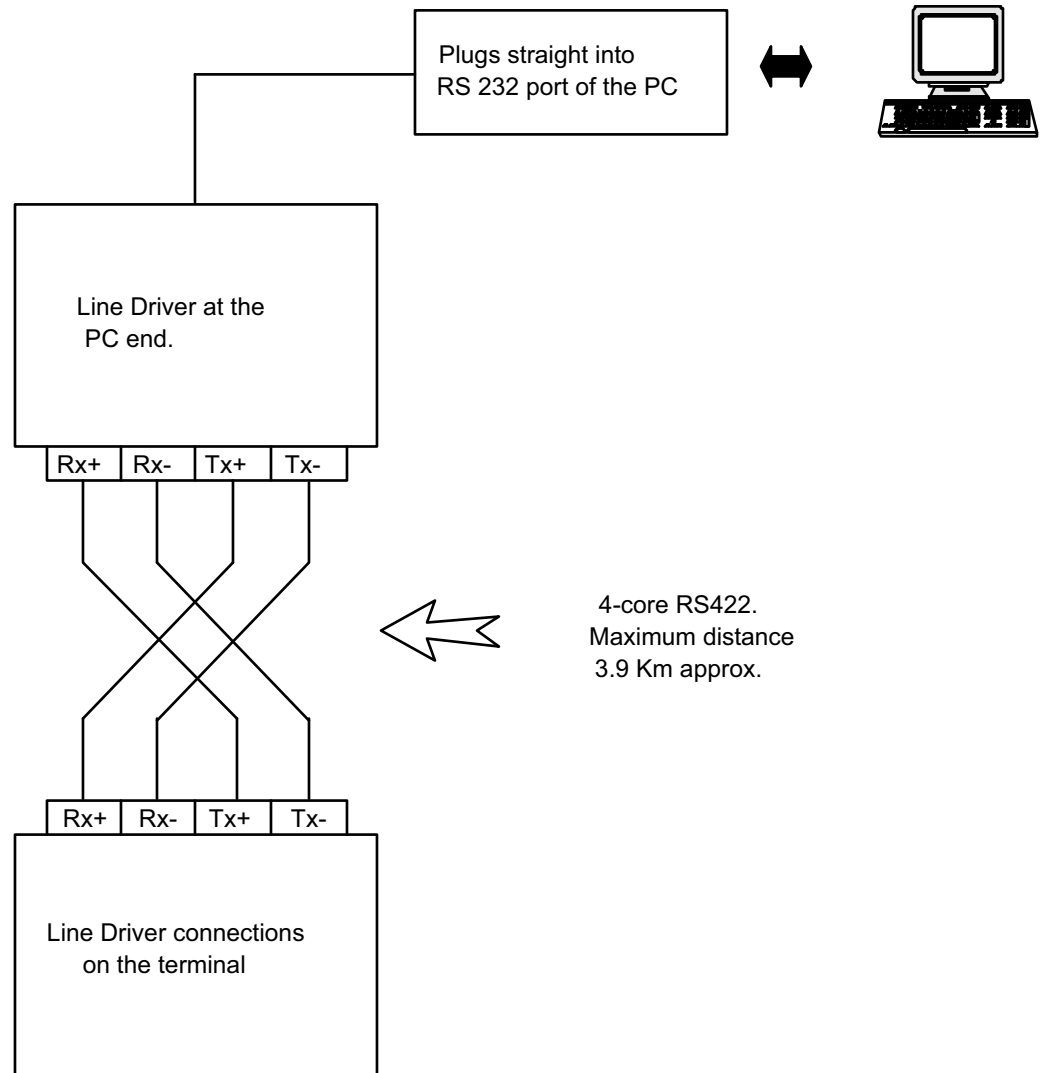 Plugs straight into
RS 232 port of the PC
Line Driver at the
PC end.
Rx+ Rx- Tx+ Tx-
4-core RS422.
Maximum distance
3.9 Km approx.
Rx+ Rx- Tx+ Tx-
Line Driver connections
on the terminal